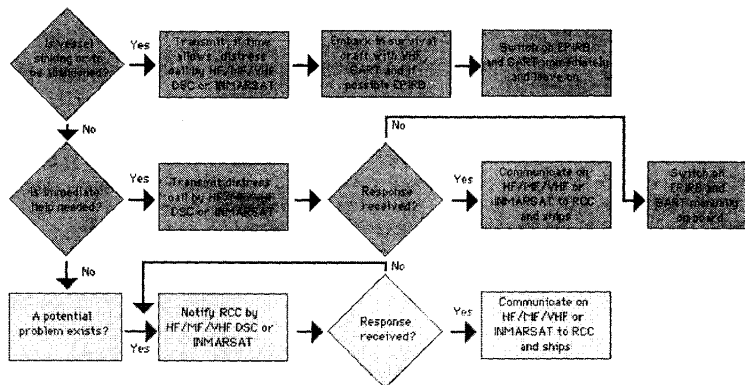 Is vessel
sinking or to
be abandoned?
Yes
Transmit, if time
allows, distress
call by HF/MF/VHF
DSC or INMARSAT
Embark in survival
craft with VHF,
SART and if
possible EPIRB
Switch on EPIRB
and SART immediately
and leave on
No
Is immediate
help needed?
Yes
Transmit distress
call by HF/MF/VHF
DSC or INMARSAT
Response
received?
No
Yes
Communicate on
HF/MF/VHF or
INMARSAT to RCC
and ships
Switch on
EPIRB and
SART manually
onboard
No
A potential
problem exists?
Yes
Notify RCC by
HF/MF/VHF DSC or
INMARSAT
No
Response
received?
Yes
Communicate on
HF/MF/VHF or
INMARSAT to RCC
and ships